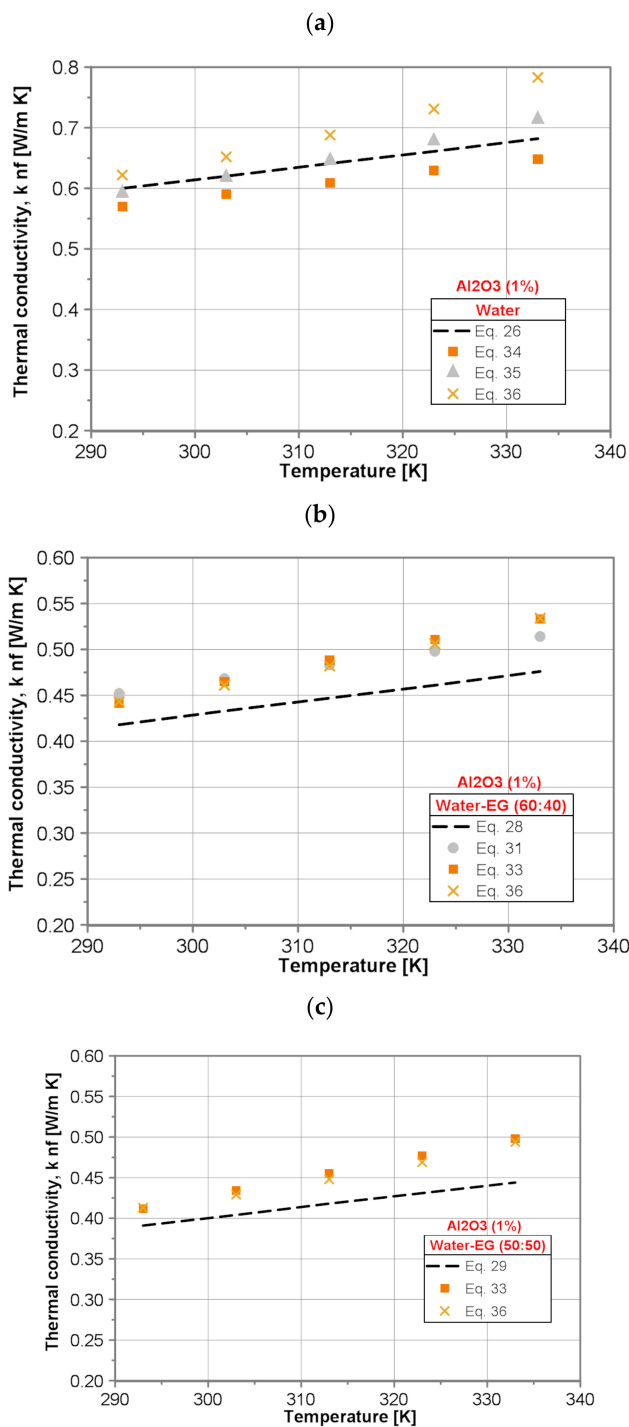 (a)
Thermal conductivity, k nf [W/m K]
0.8
0.7
0.6
0.5
0.4
0.3
0.2
290
300
310
320
330
340
Temperature [K]
Al2O3 (1%)
Water
Eq. 26
Eq. 34
Eq. 35
Eq. 36
(b)
Thermal conductivity, k nf [W/m K]
0.60
0.55
0.50
0.45
0.40
0.35
0.30
0.25
0.20
290
300
310
320
330
340
Temperature [K]
Al2O3 (1%)
Water-EG (60:40)
Eq. 28
Eq. 31
Eq. 33
Eq. 36
(c)
Thermal conductivity, k nf [W/m K]
0.60
0.55
0.50
0.45
0.40
0.35
0.30
0.25
0.20
290
300
310
320
330
340
Temperature [K]
Al2O3 (1%)
Water-EG (50:50)
Eq. 29
Eq. 33
Eq. 36